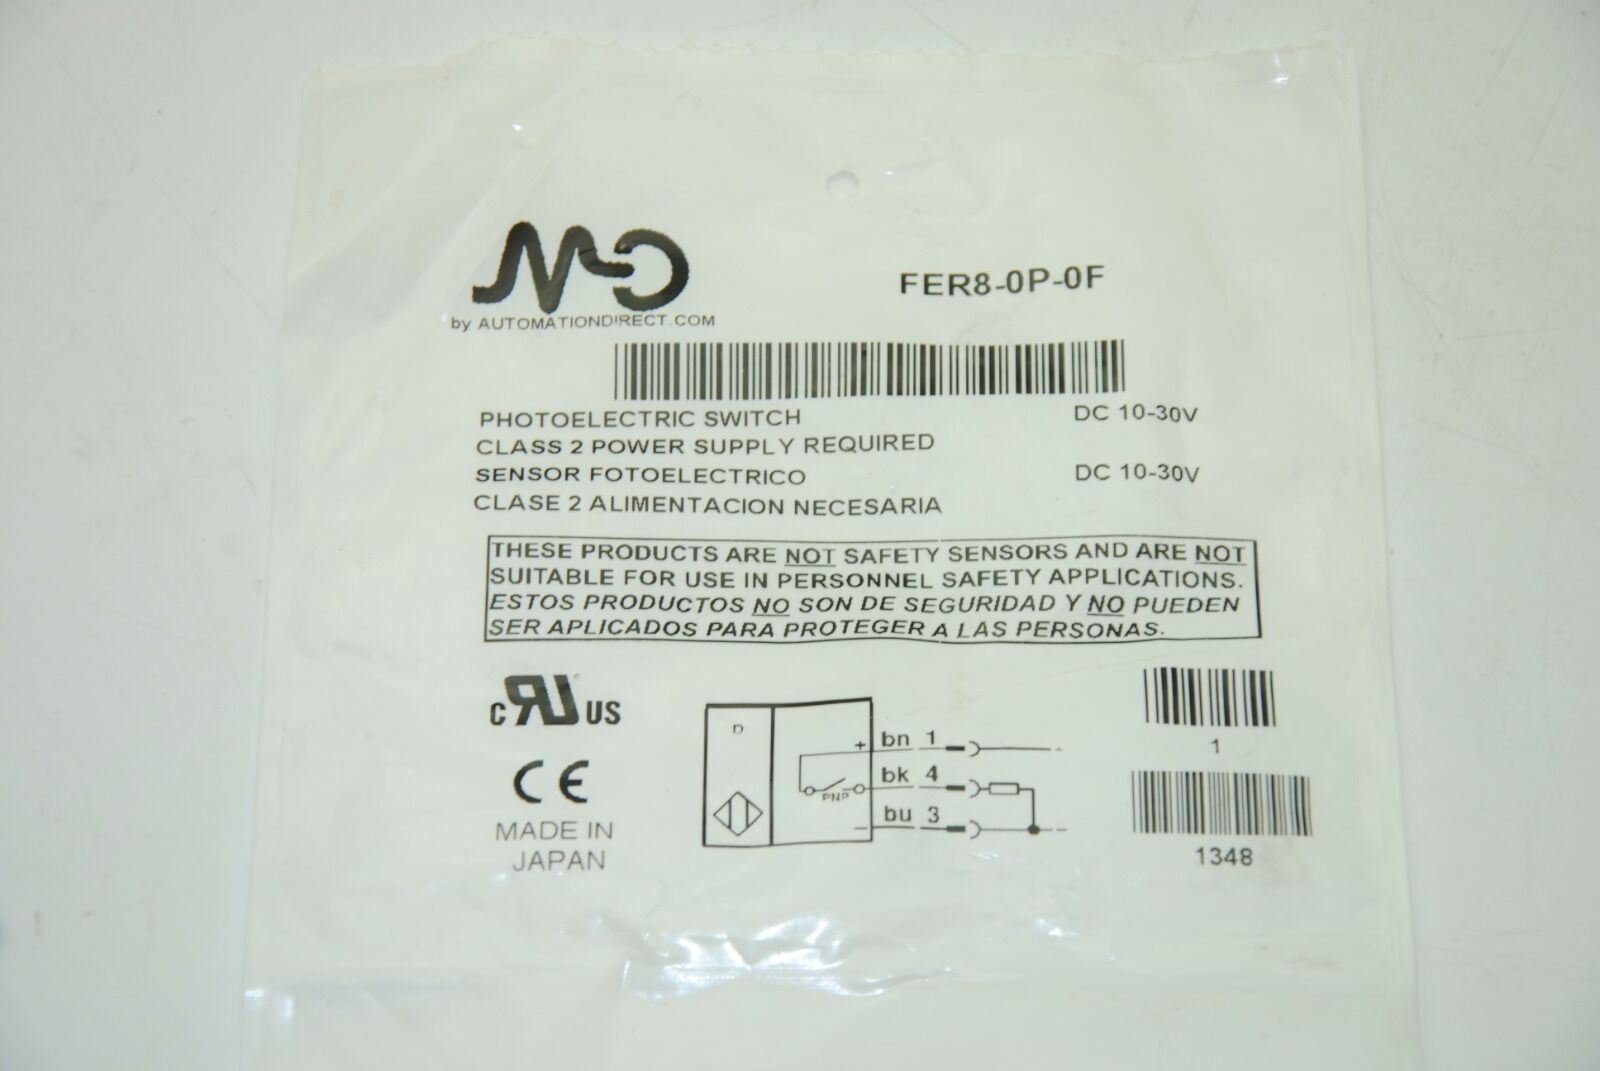 FER8-0P-0F
by AUTOMATIONDIRECT.COM
PHOTOELECTRIC SWITCH DC 10-30V
CLASS 2 POWER SUPPLY REQUIRED
SENSOR FOTOELECTRICO DC 10-30V
CLASE 2 ALIMENTACION NECESARIA
THESE PRODUCTS ARE NOT SAFETY SENSORS AND ARE NOT
SUITABLE FOR USE IN PERSONNEL SAFETY APPLICATIONS.
ESTOS PRODUCTOS NO SON DE SEGURIDAD Y NO PUEDEN
SER APLICADOS PARA PROTEGER A LAS PERSONAS.
c RU US
CE
MADE IN
JAPAN
D
+ bn 1 +
PNP bk 4
− bu 3 −
1
1348